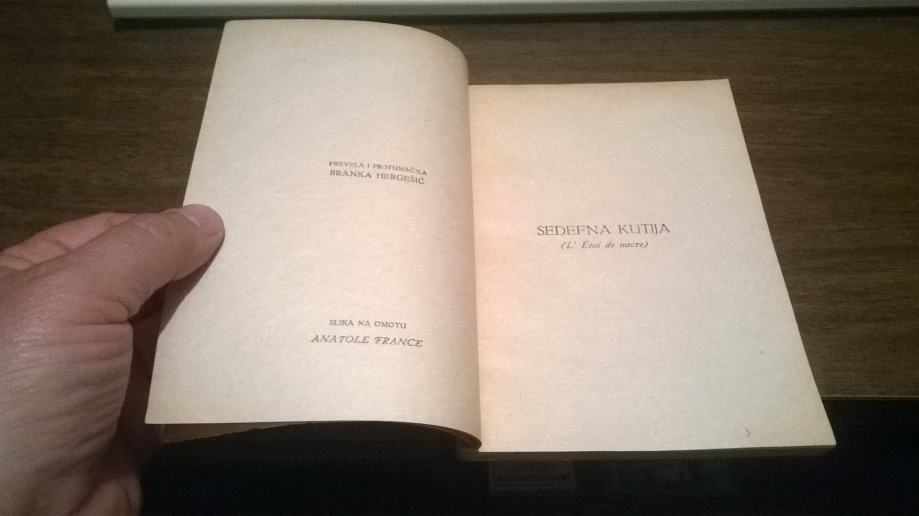 PREVELA I PROTUMAČILA
BRANKA HERGEŠIĆ
SLIKA NA OMOTU
ANATOLE FRANCE
SEDEFNA KUTIJA
(L' Étui de nacre)